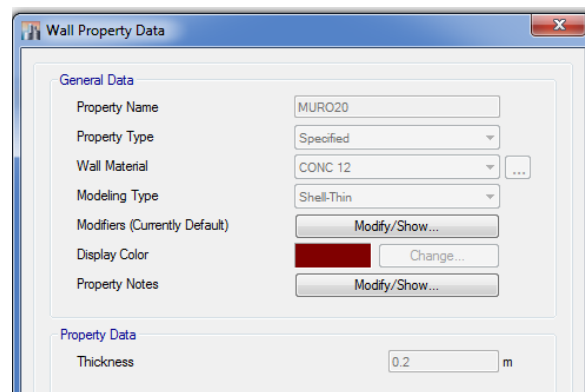 Wall Property Data
General Data
Property Name MURO20
Property Type Specified
Wall Material CONC 12 ...
Modeling Type Shell-Thin
Modifiers (Currently Default) Modify/Show...
Display Color Change...
Property Notes Modify/Show...
Property Data
Thickness 0.2 m